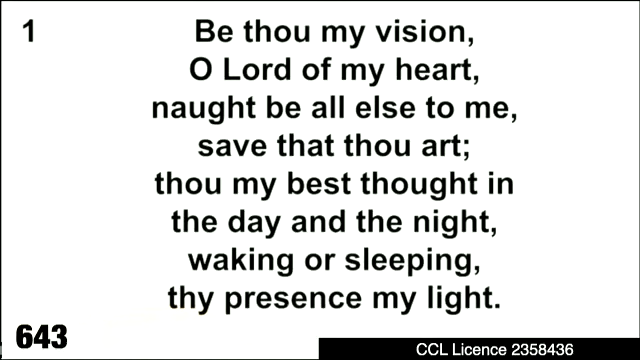 1
Be thou my vision,
O Lord of my heart,
naught be all else to me,
save that thou art;
thou my best thought in
the day and the night,
waking or sleeping,
thy presence my light.
643
CCL Licence 2358436